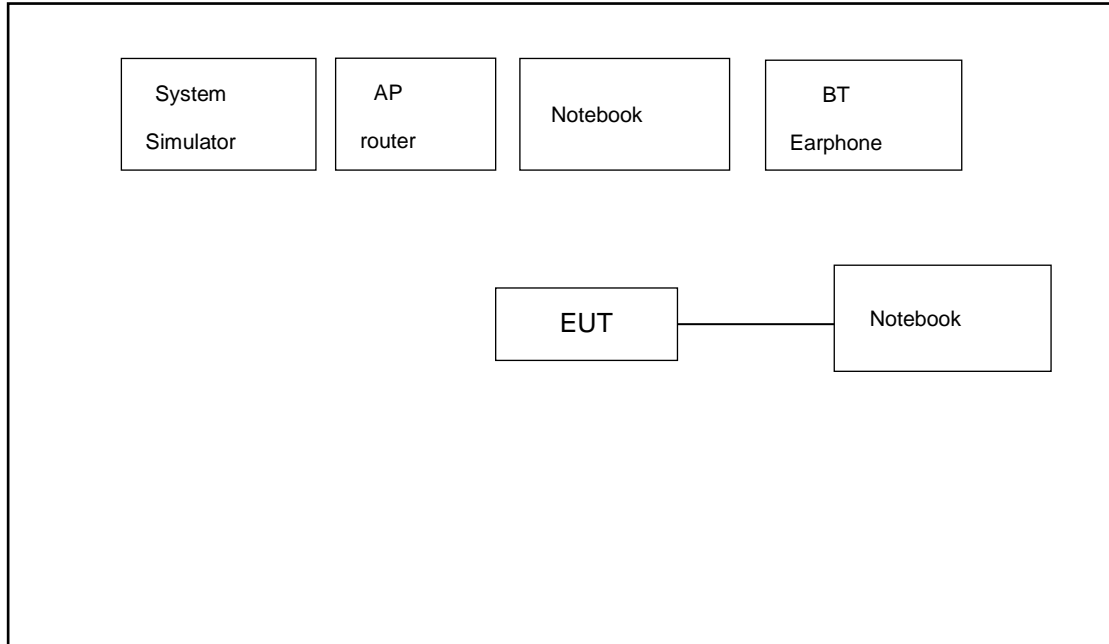 System
Simulator
AP
router
Notebook
BT
Earphone
EUT
Notebook